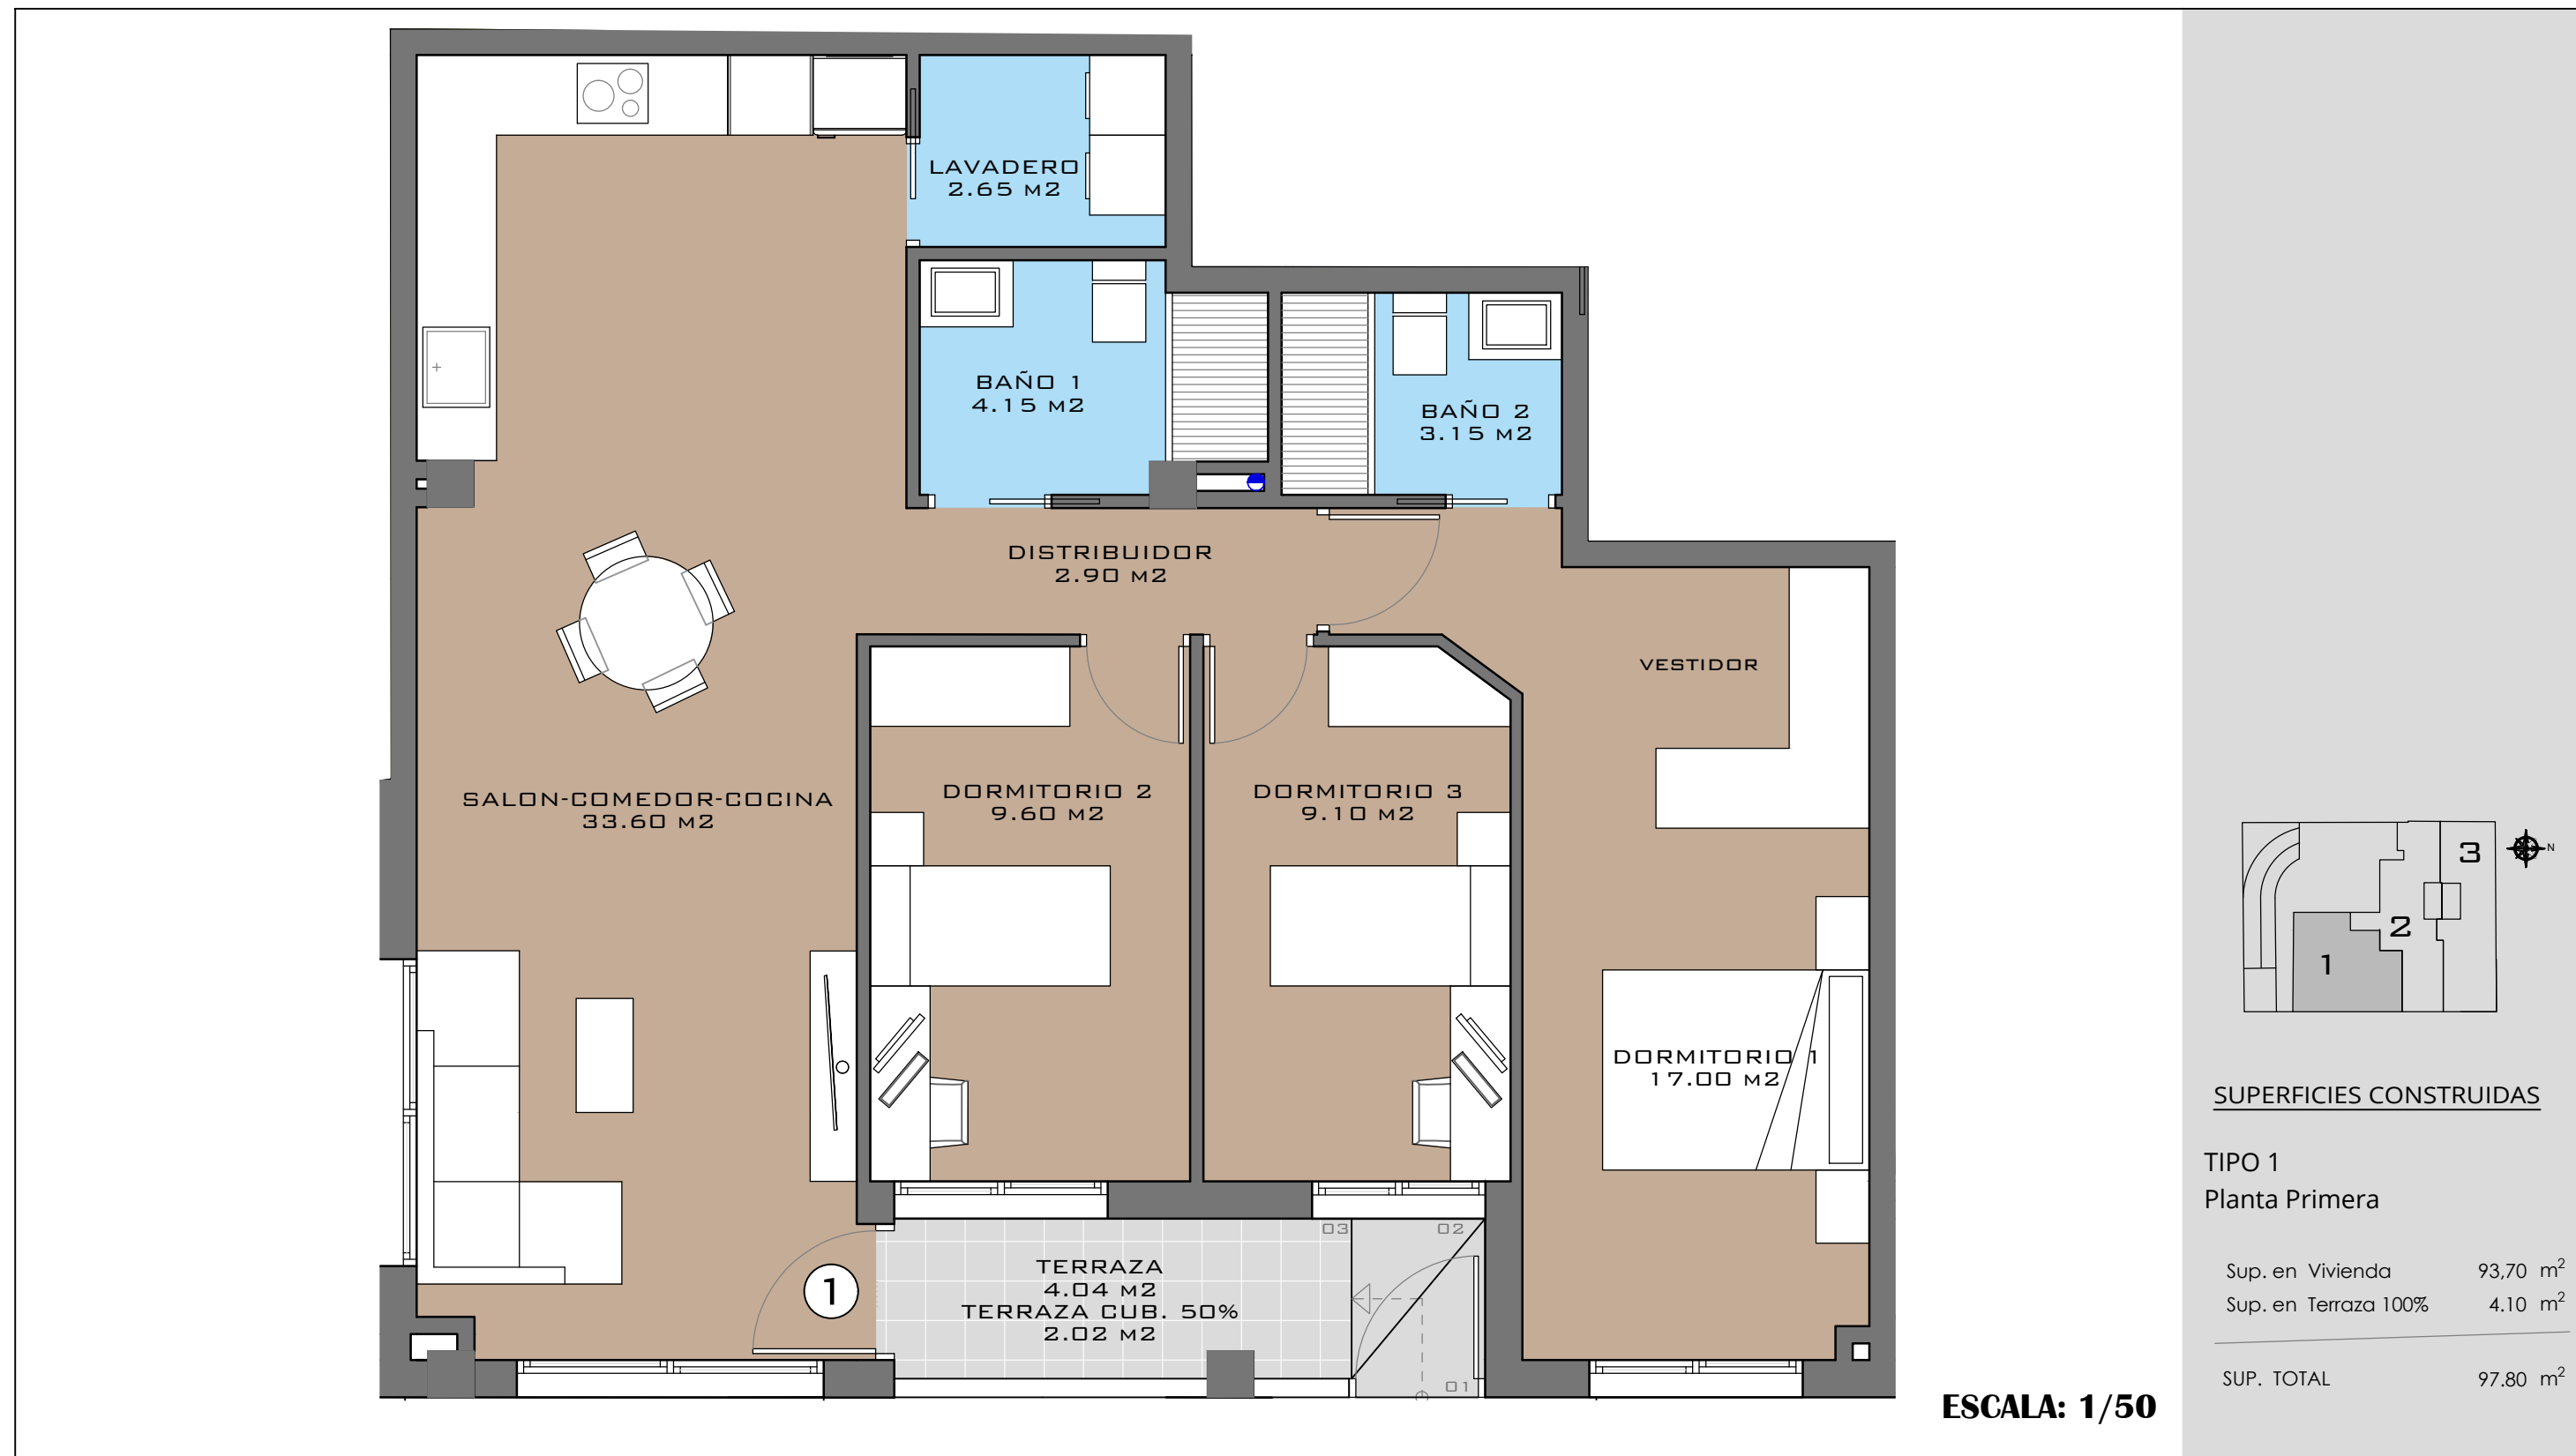 LAVADERO
2.65 M2
BAÑO 1
4.15 M2
BAÑO 2
3.15 M2
DISTRIBUIDOR
2.90 M2
VESTIDOR
SALON-COMEDOR-COCINA
33.60 M2
DORMITORIO 2
9.60 M2
DORMITORIO 3
9.10 M2
DORMITORIO 1
17.00 M2
03
02
01
TERRAZA
4.04 M2
TERRAZA CUB. 50%
2.02 M2
1
ESCALA: 1/50
3
N
2
1
SUPERFICIES CONSTRUIDAS
TIPO 1
Planta Primera
Sup. en Vivienda 93,70 m²
Sup. en Terraza 100% 4.10 m²
SUP. TOTAL 97.80 m²